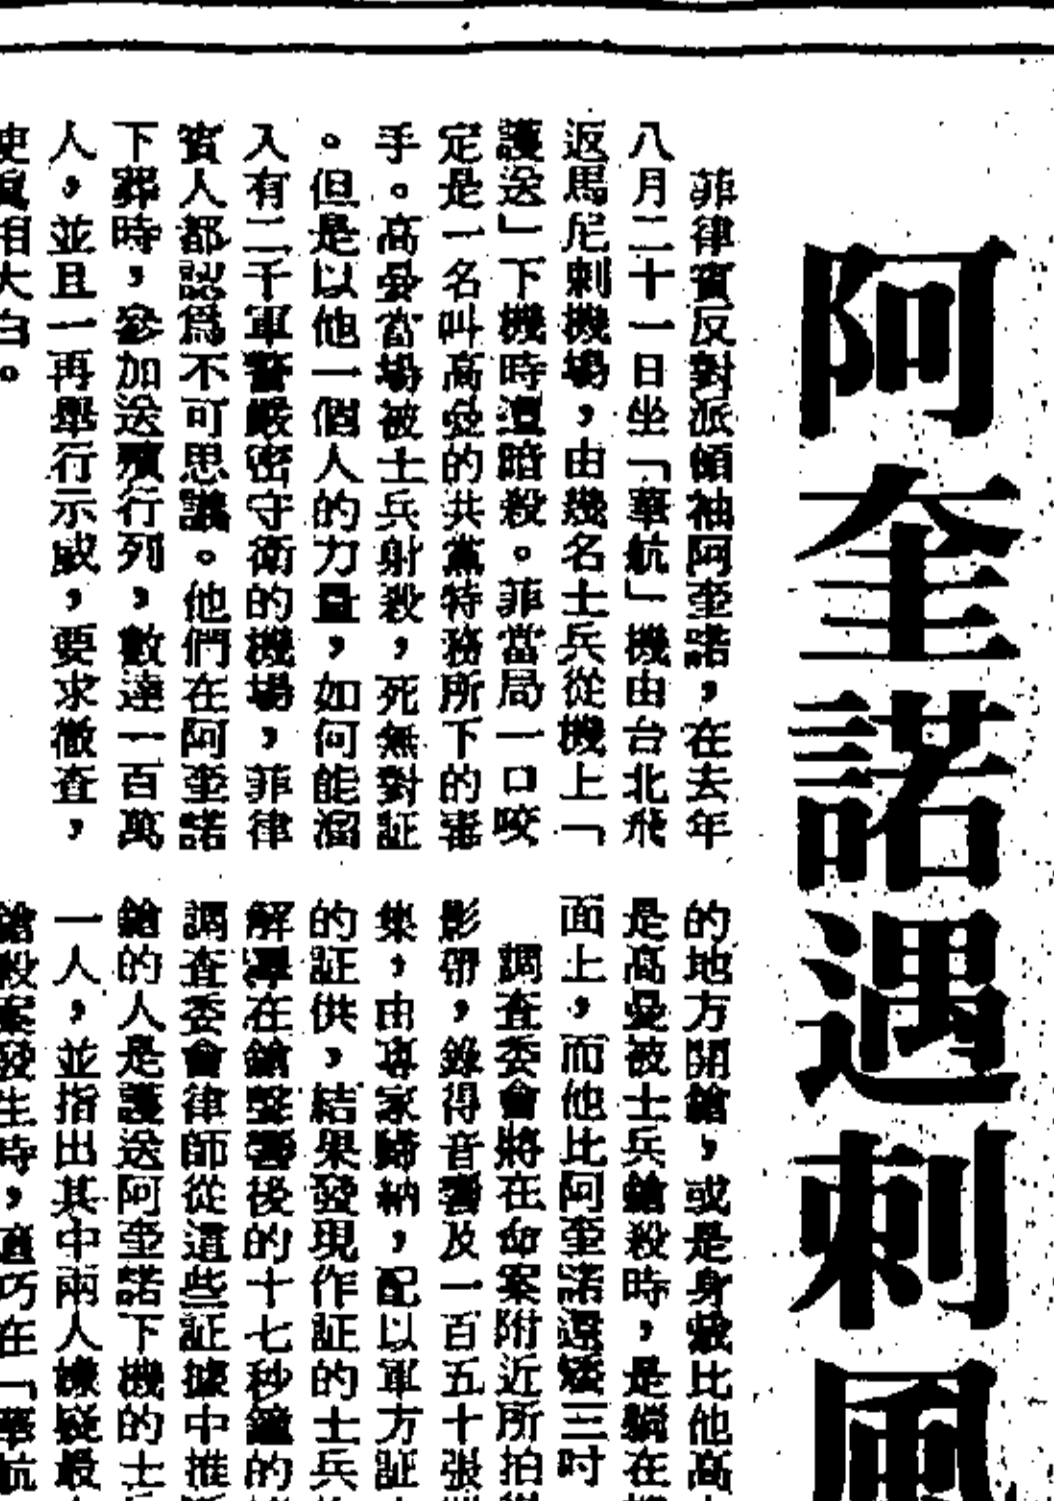 阿奎諾遇刺
菲律賓反對派領袖阿奎諾，在去年
八月二十一日坐「華航」機由台北飛
返馬尼剌機場，由幾名士兵從機上「
護送」下機時遭暗殺。菲當局一口咬
定是一名叫高曼的共黨特務所下的毒
手。高曼當場被士兵射殺，死無對証
。但是以他一個人的力量，如何能溜
入有二千軍警嚴密守衛的機場，菲律
賓人都認爲不可思議。他們在阿奎諾
下葬時，參加送殯行列，數達一百萬
人，並且一再舉行示威，要求徹查，
使眞相大白。
的地方開鎗，或是身裁比他高
是高曼被士兵鎗殺時，是躺在
面上，而他比阿奎諾還矮三吋
調查委會將在命案附近所拍
影帶，錄得音響及一百五十張
集，由專家歸納，配以軍方証
的証供，結果發現作証的士兵
解釋在鎗聲響後的十七秒鐘的
調查委會律師從這些証據中推
鎗的人是護送阿奎諾下機的士
一人，並指出其中兩人嫌疑最
鎗殺案發生時，適巧在「華航